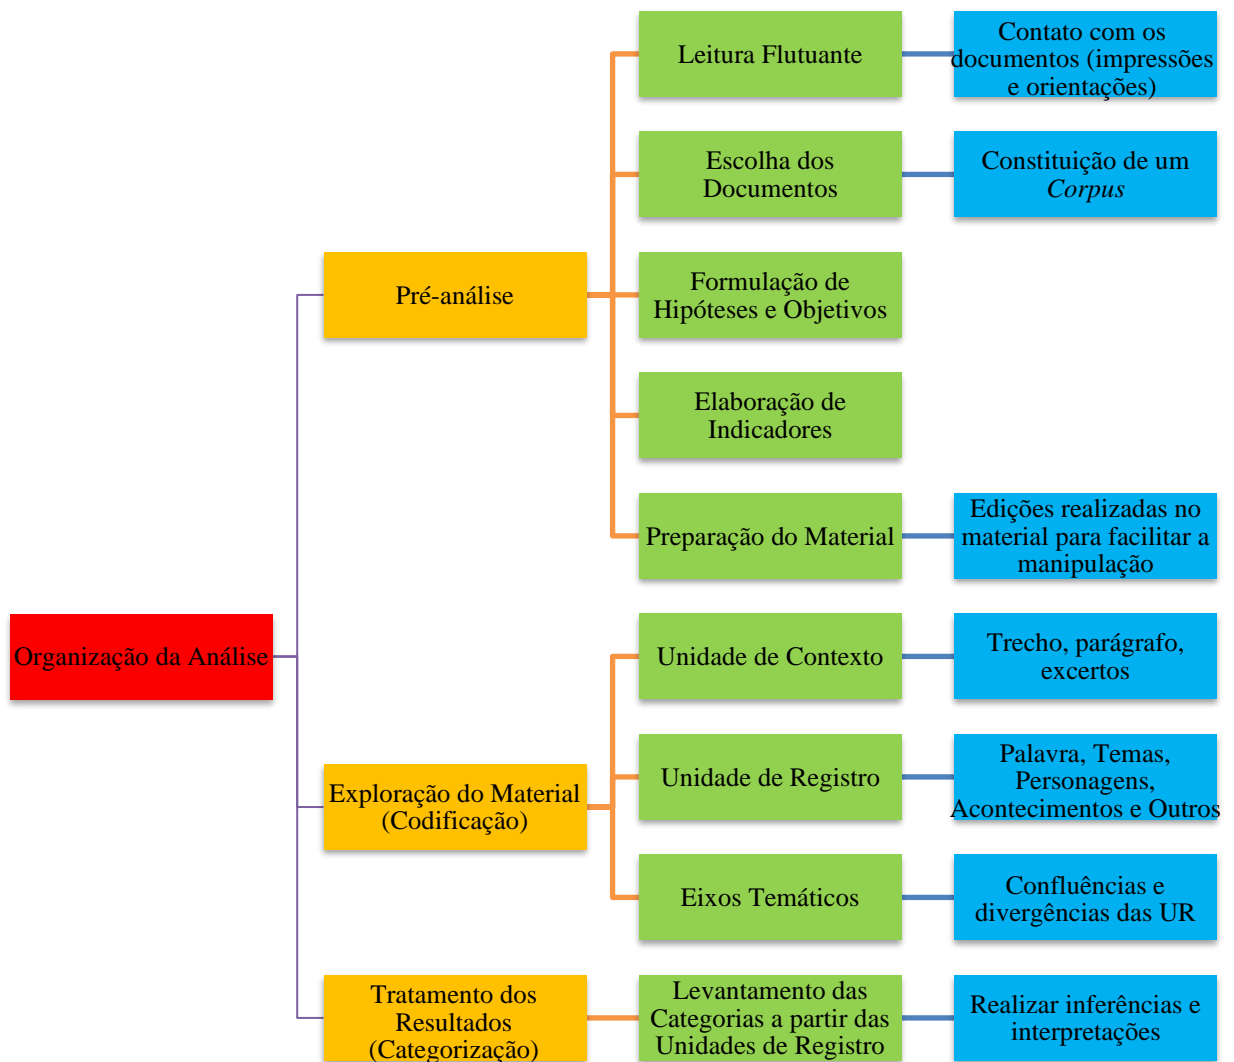 Leitura Flutuante
Contato com os
documentos (impressões
e orientações)
Escolha dos
Documentos
Constituição de um
Corpus
Pré-análise
Formulação de
Hipóteses e Objetivos
Elaboração de
Indicadores
Preparação do Material
Edições realizadas no
material para facilitar a
manipulação
Organização da Análise
Unidade de Contexto
Trecho, parágrafo,
excertos
Exploração do Material
(Codificação)
Unidade de Registro
Palavra, Temas,
Personagens,
Acontecimentos e Outros
Eixos Temáticos
Confluências e
divergências das UR
Tratamento dos
Resultados
(Categorização)
Levantamento das
Categorias a partir das
Unidades de Registro
Realizar inferências e
interpretações